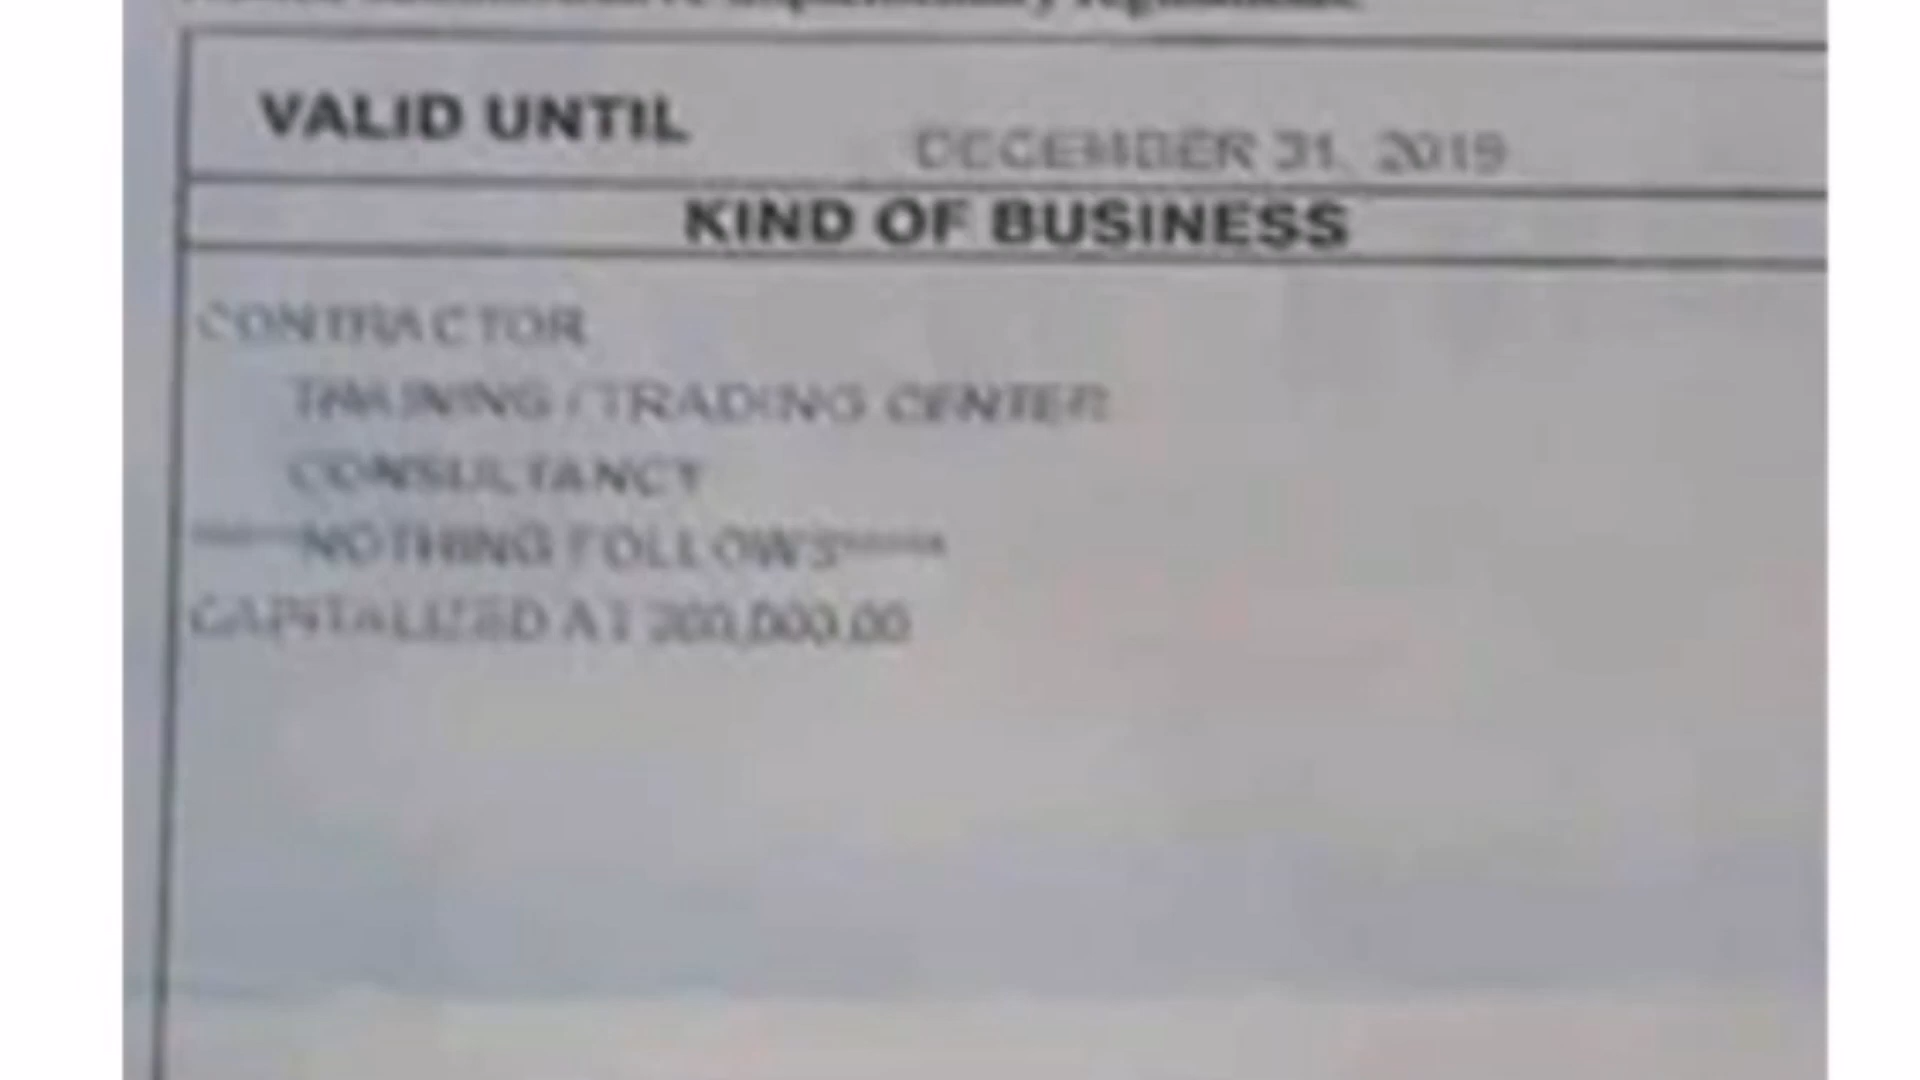 VALID UNTIL
DECEMBER 31, 2019
KIND OF BUSINESS
CONTRACTOR
TRAINING / TRADING CENTER
CONSULTANCY
NOTHING FOLLOWS
CAPITALIZED AT 200,000.00